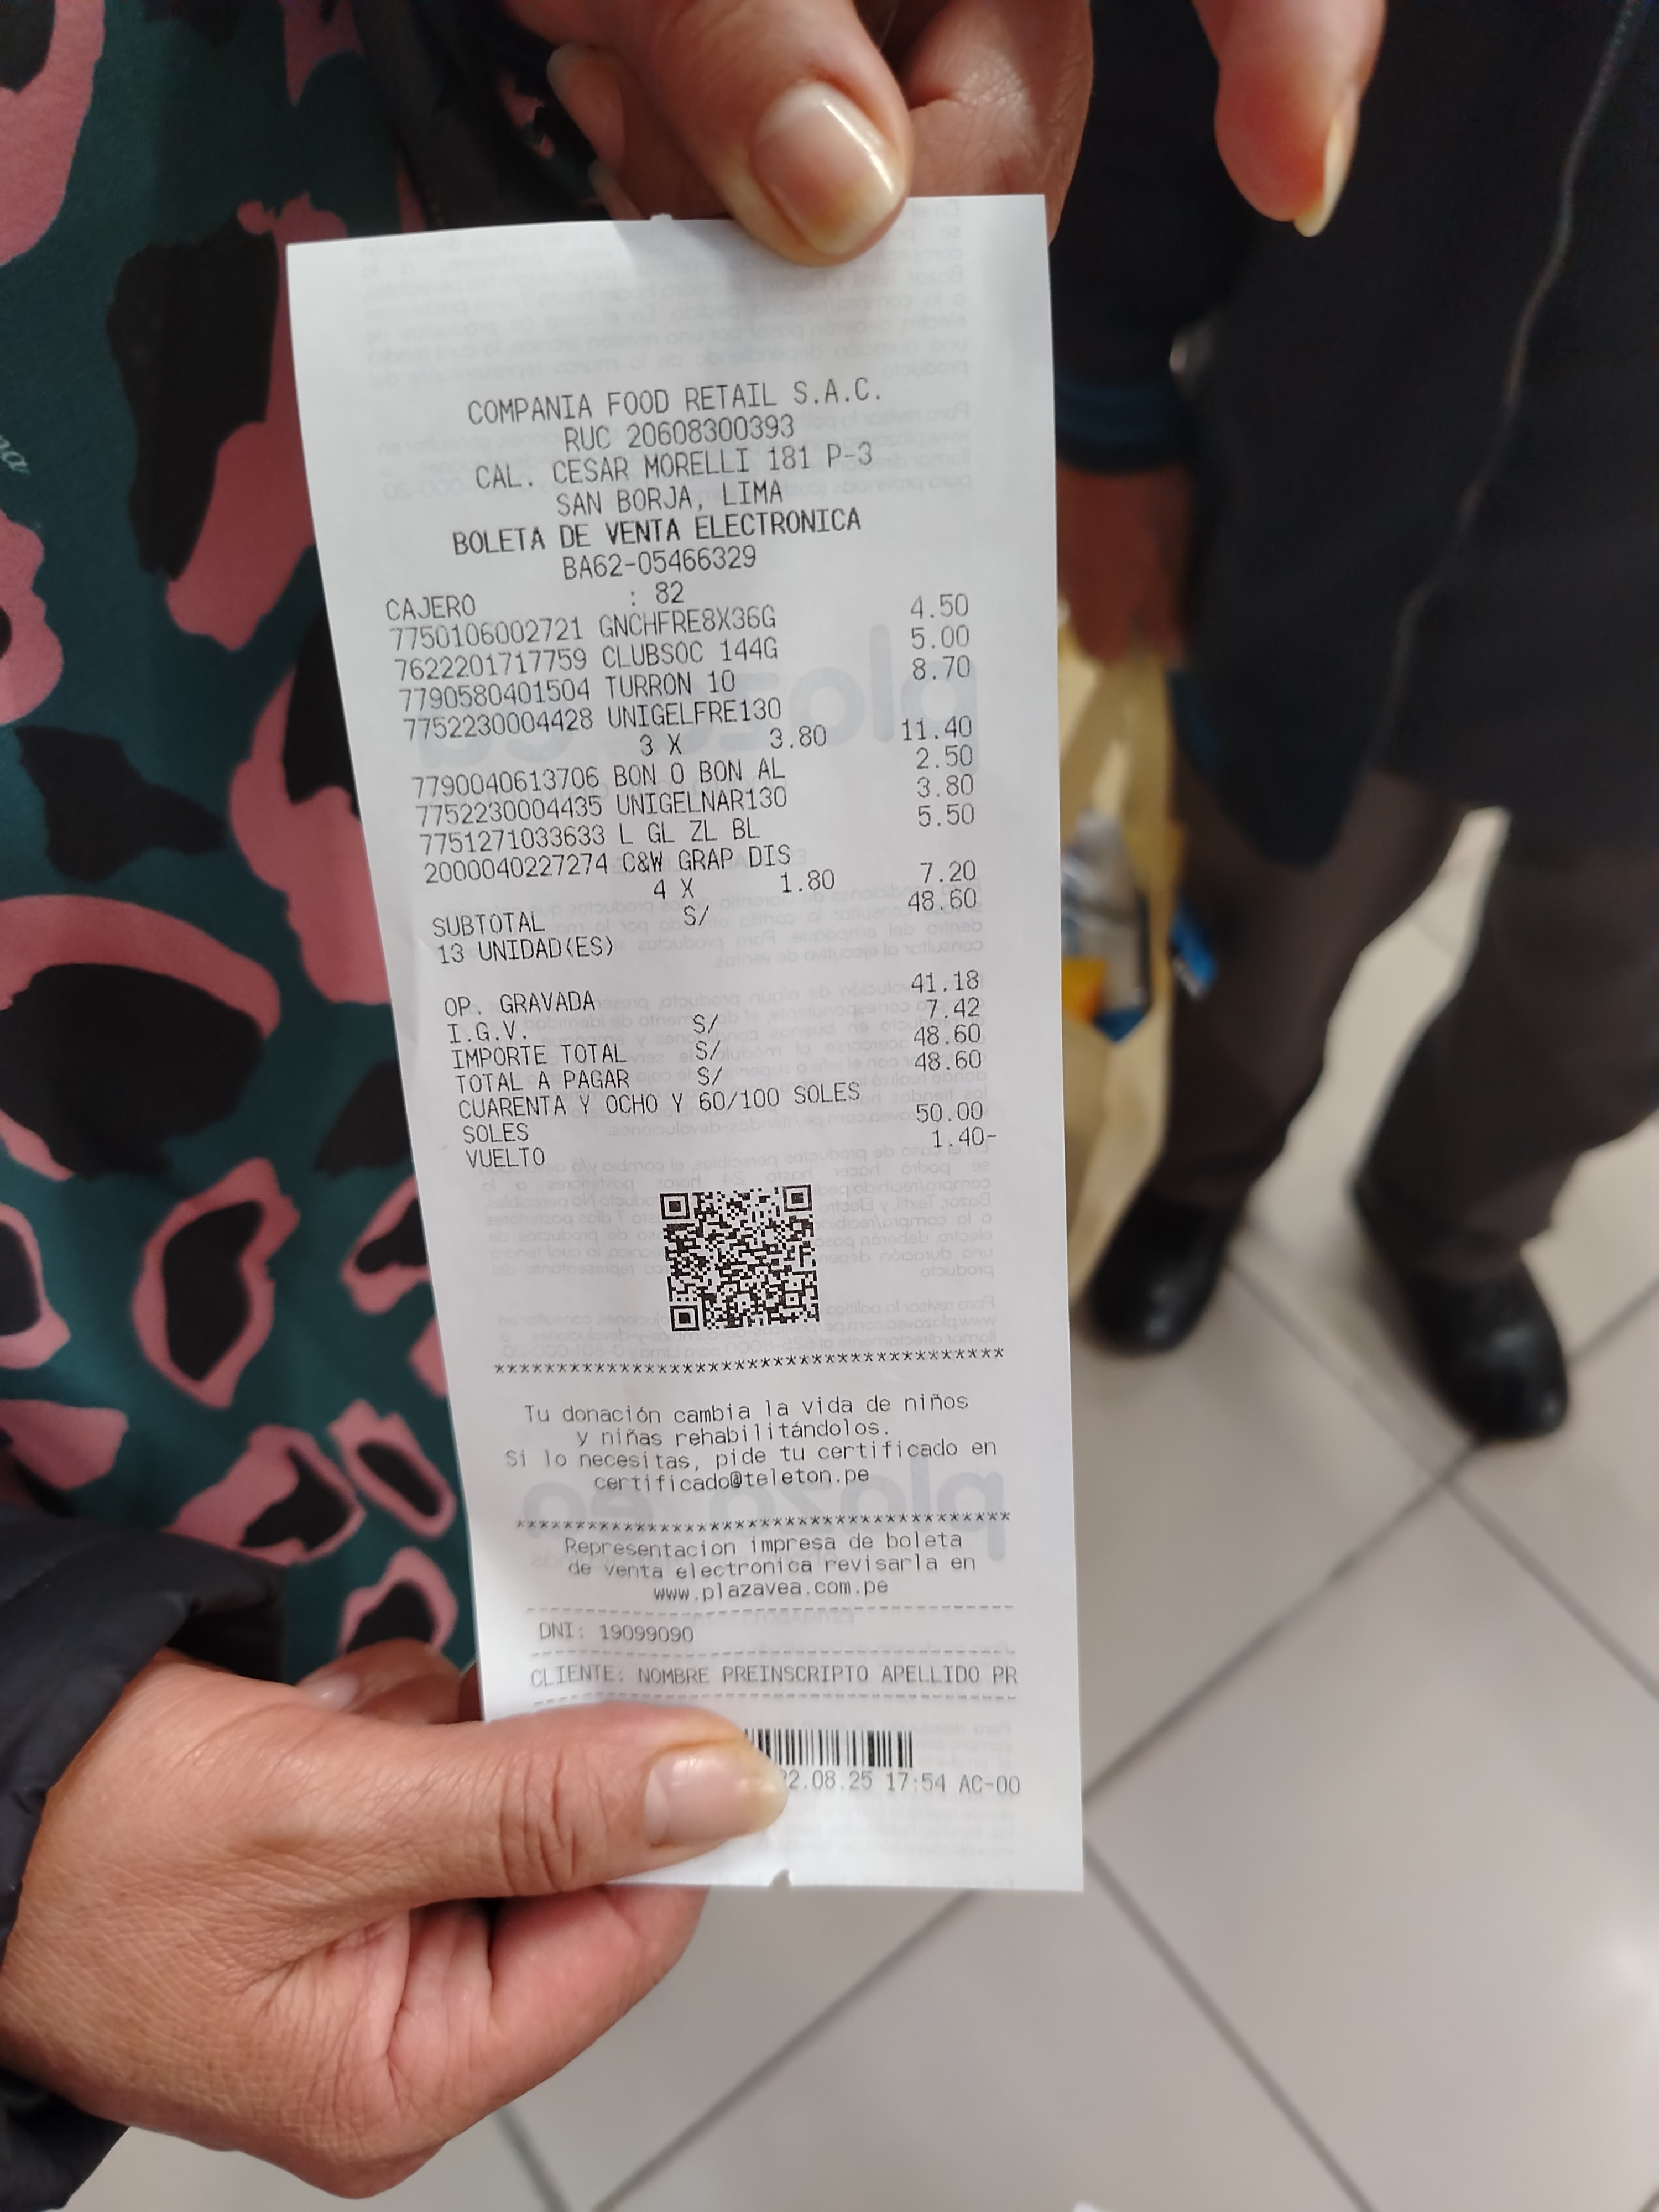 COMPANIA FOOD RETAIL S.A.C.
RUC 20608300393
CAL. CESAR MORELLI 181 P-3
SAN BORJA, LIMA
BOLETA DE VENTA ELECTRONICA
BA62-05466329
CAJERO : 82
7750106002721 GNCHFRE8X36G 4.50
7622201717759 CLUBSOC 144G 5.00
7790580401504 TURRON 10 8.70
7752230004428 UNIGELFRE130
3 X 3.80 11.40
7790040613706 BON O BON AL 2.50
7752230004435 UNIGELNAR130 3.80
7751271033633 L GL ZL BL 5.50
2000040227274 C&W GRAP DIS
4 X 1.80 7.20
SUBTOTAL S/ 48.60
13 UNIDAD(ES)
OP. GRAVADA 41.18
I.G.V. S/ 7.42
IMPORTE TOTAL S/ 48.60
TOTAL A PAGAR S/ 48.60
CUARENTA Y OCHO Y 60/100 SOLES
SOLES 50.00
VUELTO 1.40-
****************************************
Tu donación cambia la vida de niños
y niñas rehabilitándolos.
Si lo necesitas, pide tu certificado en
certificado@teleton.pe
****************************************
Representacion impresa de boleta
de venta electronica revisarla en
www.plazavea.com.pe
DNI: 19099090
CLIENTE: NOMBRE PREINSCRIPTO APELLIDO PR
2.08.25 17:54 AC-00